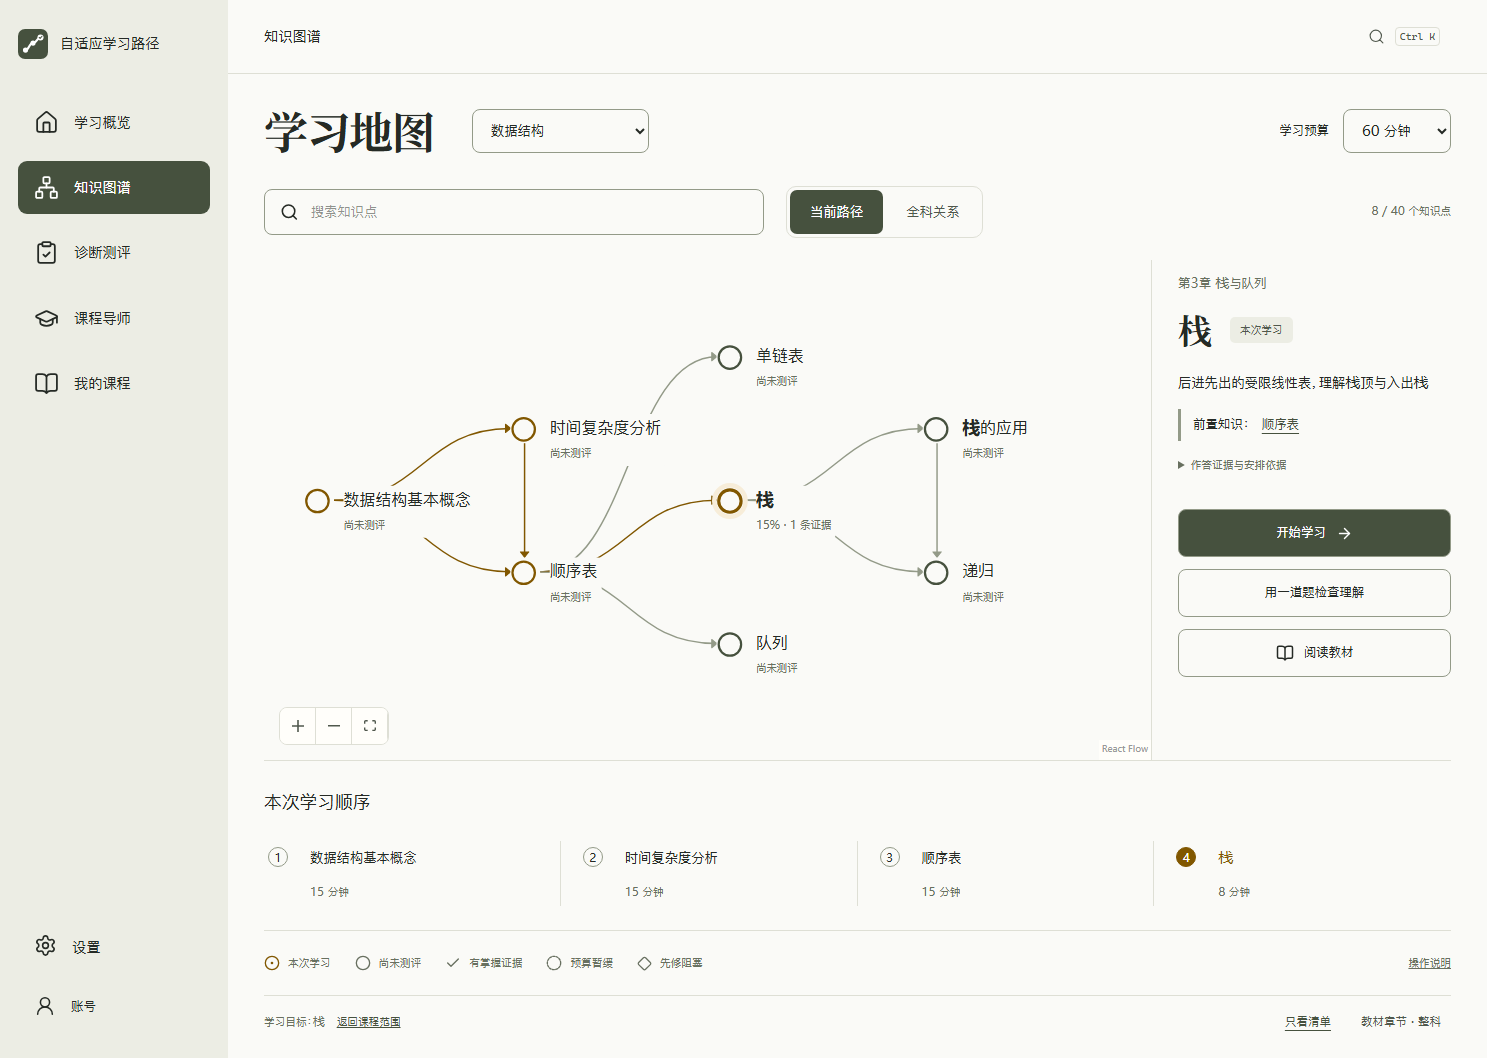 自适应学习路径
学习概览
知识图谱
诊断测评
课程导师
我的课程
设置
账号
知识图谱
Ctrl K
学习地图
数据结构
学习预算
60 分钟
搜索知识点
当前路径
全科关系
8 / 40 个知识点
单链表
尚未测评
时间复杂度分析
尚未测评
栈的应用
尚未测评
数据结构基本概念
尚未测评
栈
15% · 1 条证据
顺序表
尚未测评
递归
尚未测评
队列
尚未测评
React Flow
第3章 栈与队列
栈
本次学习
后进先出的受限线性表，理解栈顶与入出栈
前置知识：
顺序表
作答证据与安排依据
开始学习
用一道题检查理解
阅读教材
本次学习顺序
1
数据结构基本概念
15 分钟
2
时间复杂度分析
15 分钟
3
顺序表
15 分钟
4
栈
8 分钟
本次学习
尚未测评
有掌握证据
预算暂缓
先修阻塞
操作说明
学习目标：栈
返回课程范围
只看清单
教材章节 · 整科